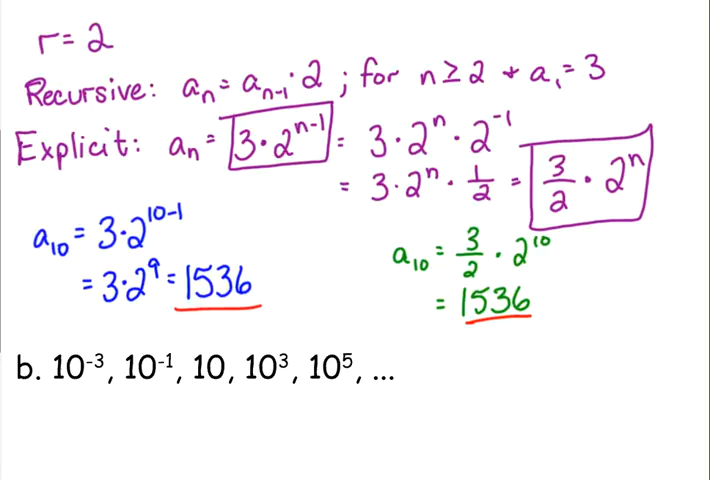 r = 2
Recursive: aₙ = aₙ₋₁ · 2 ; for n ≥ 2 + a₁ = 3
Explicit: aₙ = 3 · 2ⁿ⁻¹ = 3 · 2ⁿ · 2⁻¹
= 3 · 2ⁿ · 1/2 = 3/2 · 2ⁿ
a₁₀ = 3 · 2¹⁰⁻¹
= 3 · 2⁹ = 1536
a₁₀ = 3/2 · 2¹⁰
= 1536
b. 10⁻³, 10⁻¹, 10, 10³, 10⁵, ...